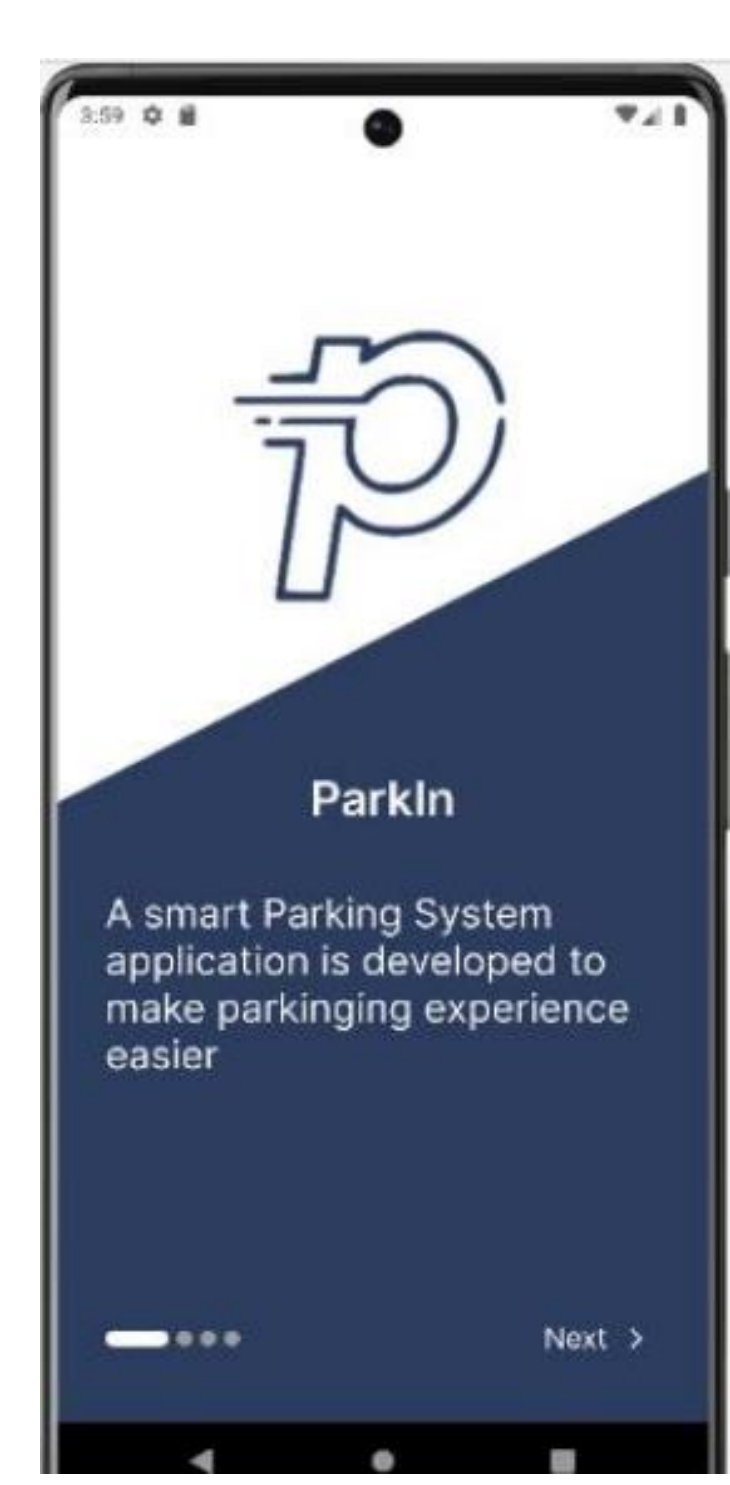 3:59
ParkIn
A smart Parking System
application is developed to
make parkinging experience
easier
Next >